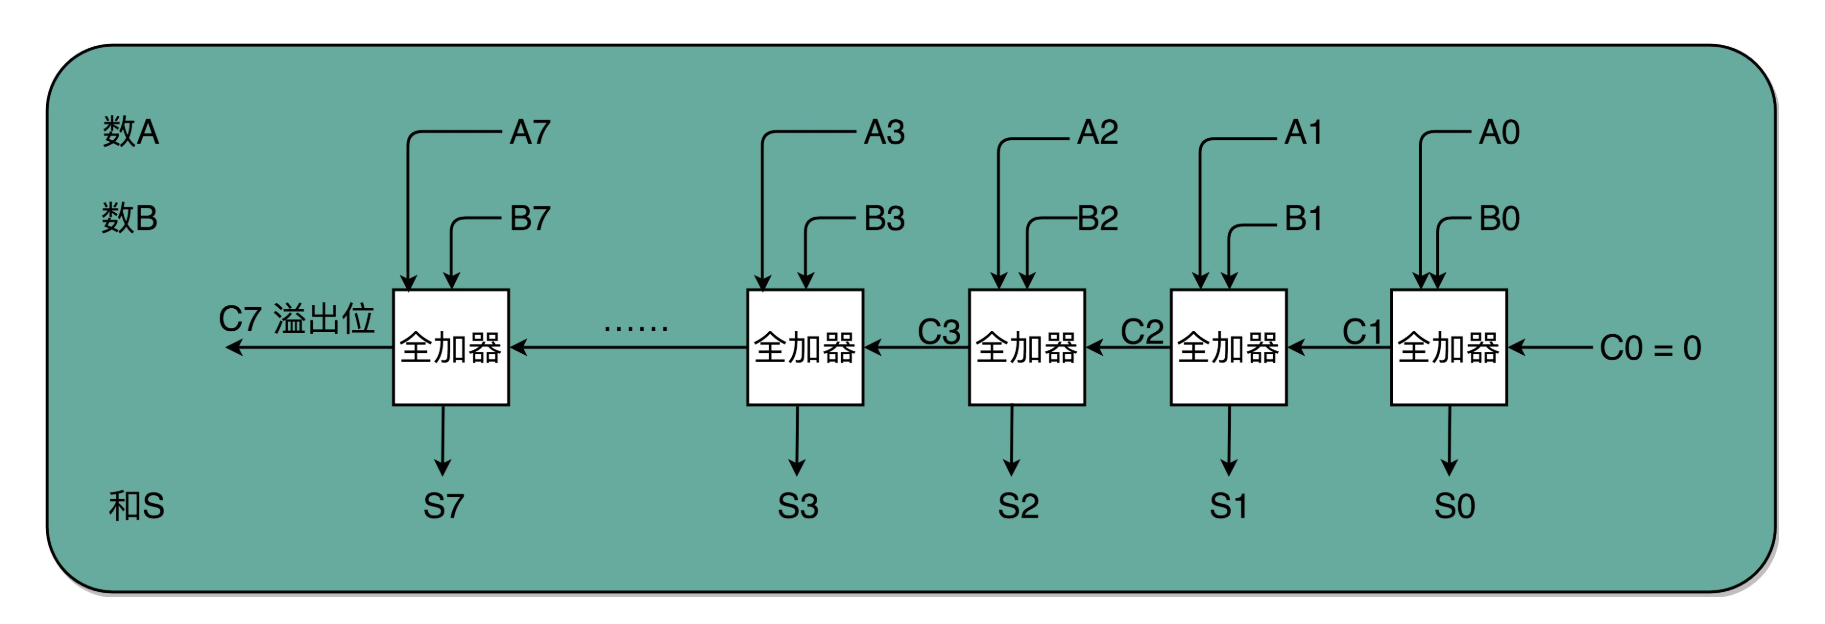 数A A7 A3 A2 A1 A0
数B B7 B3 B2 B1 B0
C7 溢出位 ...... C3 C2 C1
全加器 全加器 全加器 全加器 全加器 C0 = 0
和S S7 S3 S2 S1 S0